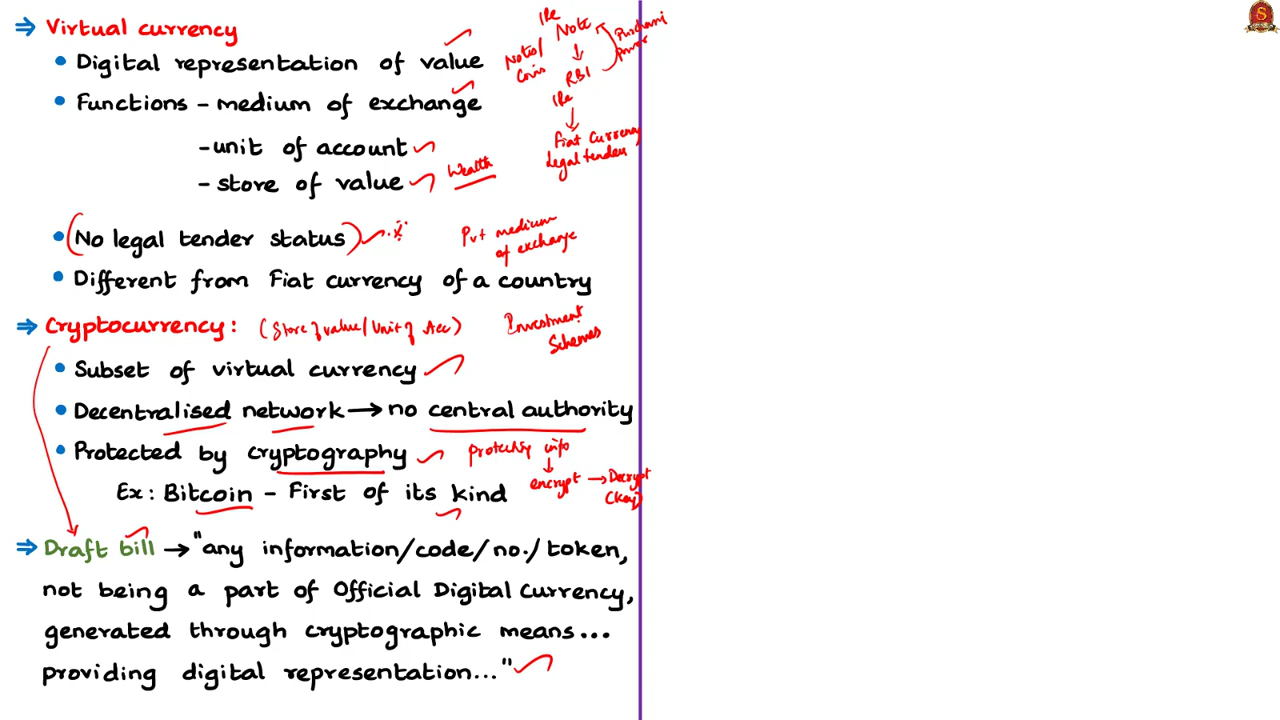 ⇒ Virtual currency
• Digital representation of value
• Functions - medium of exchange
- unit of account
- store of value
Wealth
• (No legal tender status)
• Different from Fiat currency of a country
1Re Note
Notes/
Coins
RBI
1Re
Fiat Currency
Legal tender
Pvt medium
of exchange
⇒ Cryptocurrency: (Store of value/Unit of Acc)
Investment
Schemes
• Subset of virtual currency
• Decentralised network → no central authority
• Protected by cryptography
protecting info
encrypt → Decrypt
(Key)
Ex: Bitcoin - First of its kind
⇒ Draft bill → "any information/code/no./token,
not being a part of Official Digital Currency,
generated through cryptographic means...
providing digital representation..."
S